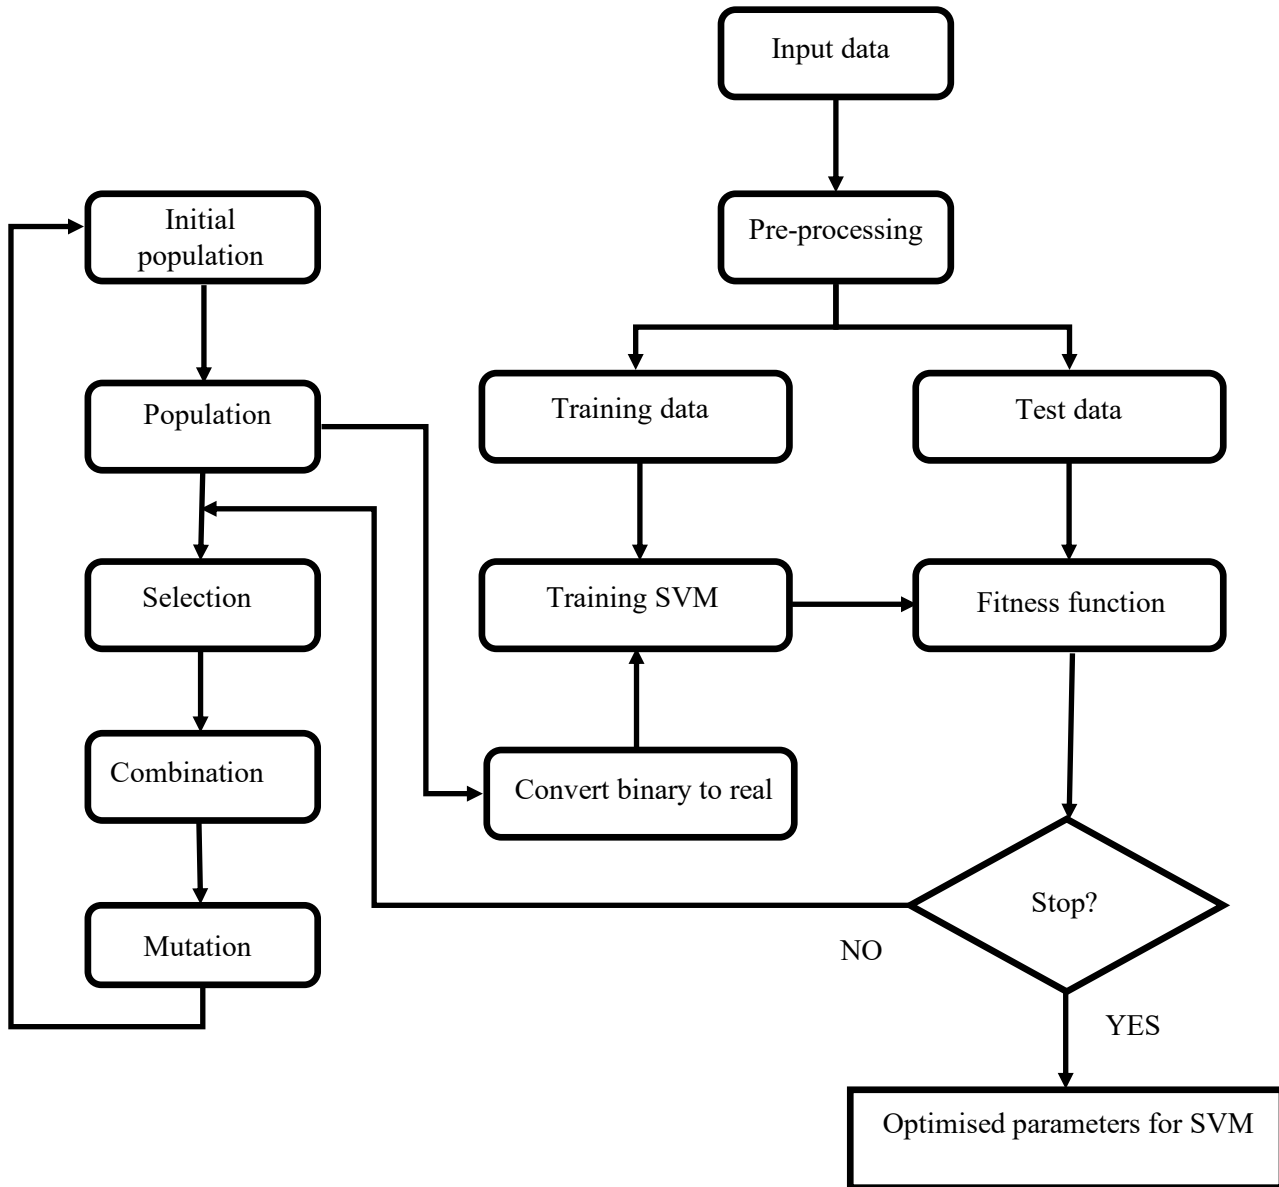 Input data
Initial
population
Pre-processing
Population
Training data
Test data
Selection
Training SVM
Fitness function
Combination
Convert binary to real
Mutation
Stop?
NO
YES
Optimised parameters for SVM